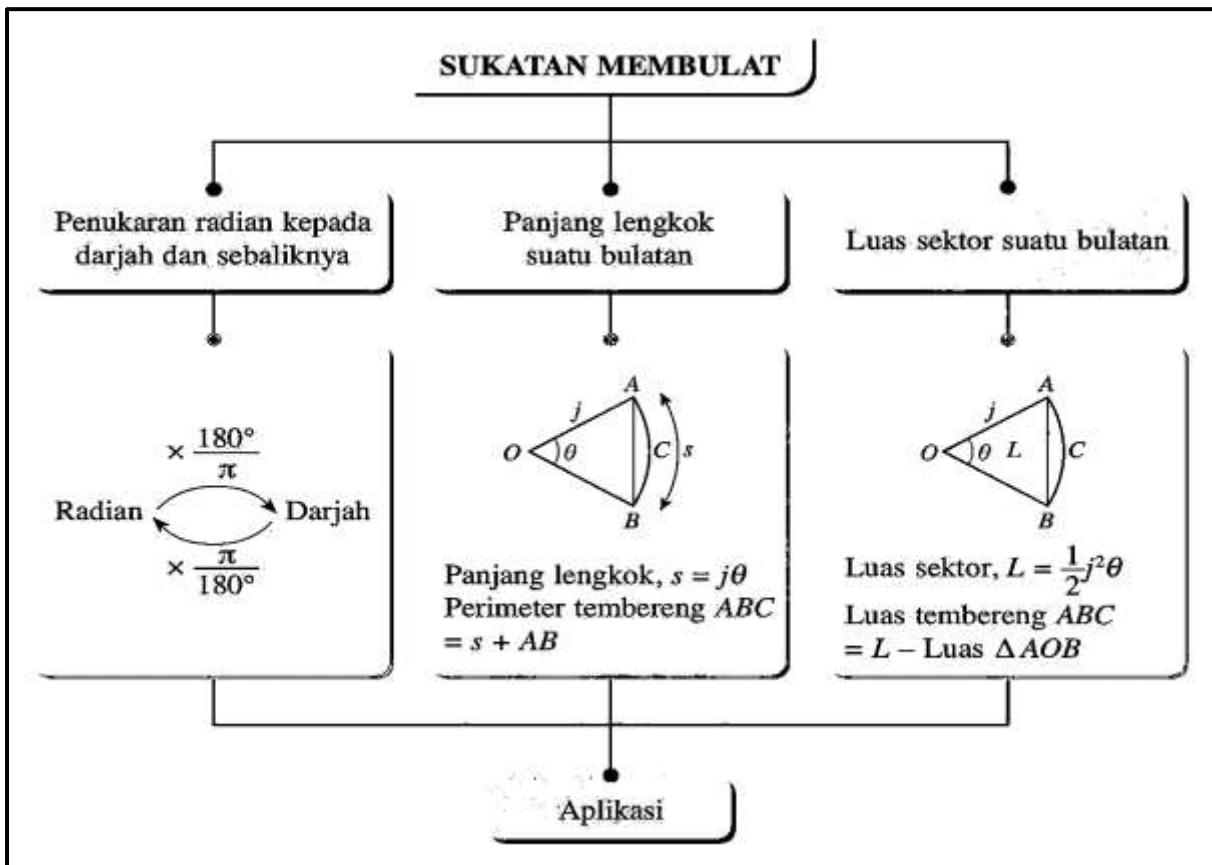 SUKATAN MEMBULAT
Penukaran radian kepada
darjah dan sebaliknya
Panjang lengkok
suatu bulatan
Luas sektor suatu bulatan
× 180°/π
Radian Darjah
× π/180°
A
j
O θ C s
B
Panjang lengkok, s = jθ
Perimeter tembereng ABC
= s + AB
A
j
O θ L C
B
Luas sektor, L = 1/2 j²θ
Luas tembereng ABC
= L – Luas Δ AOB
Aplikasi